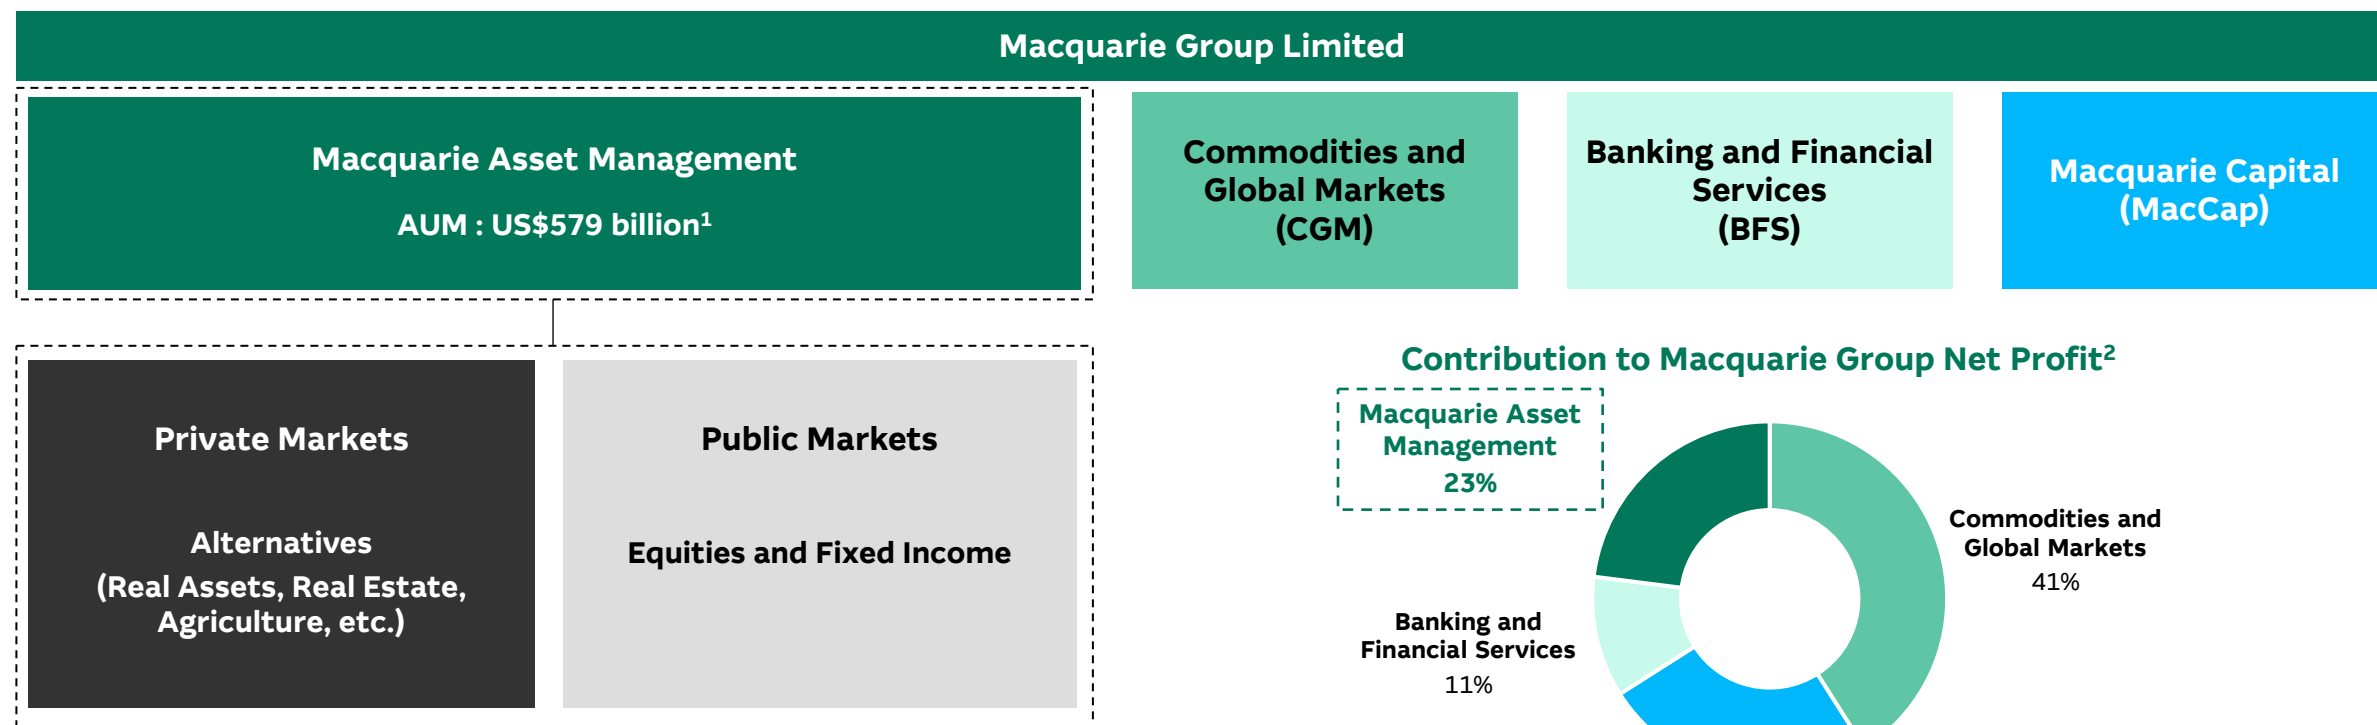 Macquarie Group Limited
Macquarie Asset Management
AUM : US$579 billion¹
Commodities and
Global Markets
(CGM)
Banking and Financial
Services
(BFS)
Macquarie Capital
(MacCap)
Private Markets
Alternatives
(Real Assets, Real Estate,
Agriculture, etc.)
Public Markets
Equities and Fixed Income
Contribution to Macquarie Group Net Profit²
Macquarie Asset
Management
23%
Commodities and
Global Markets
41%
Banking and
Financial Services
11%